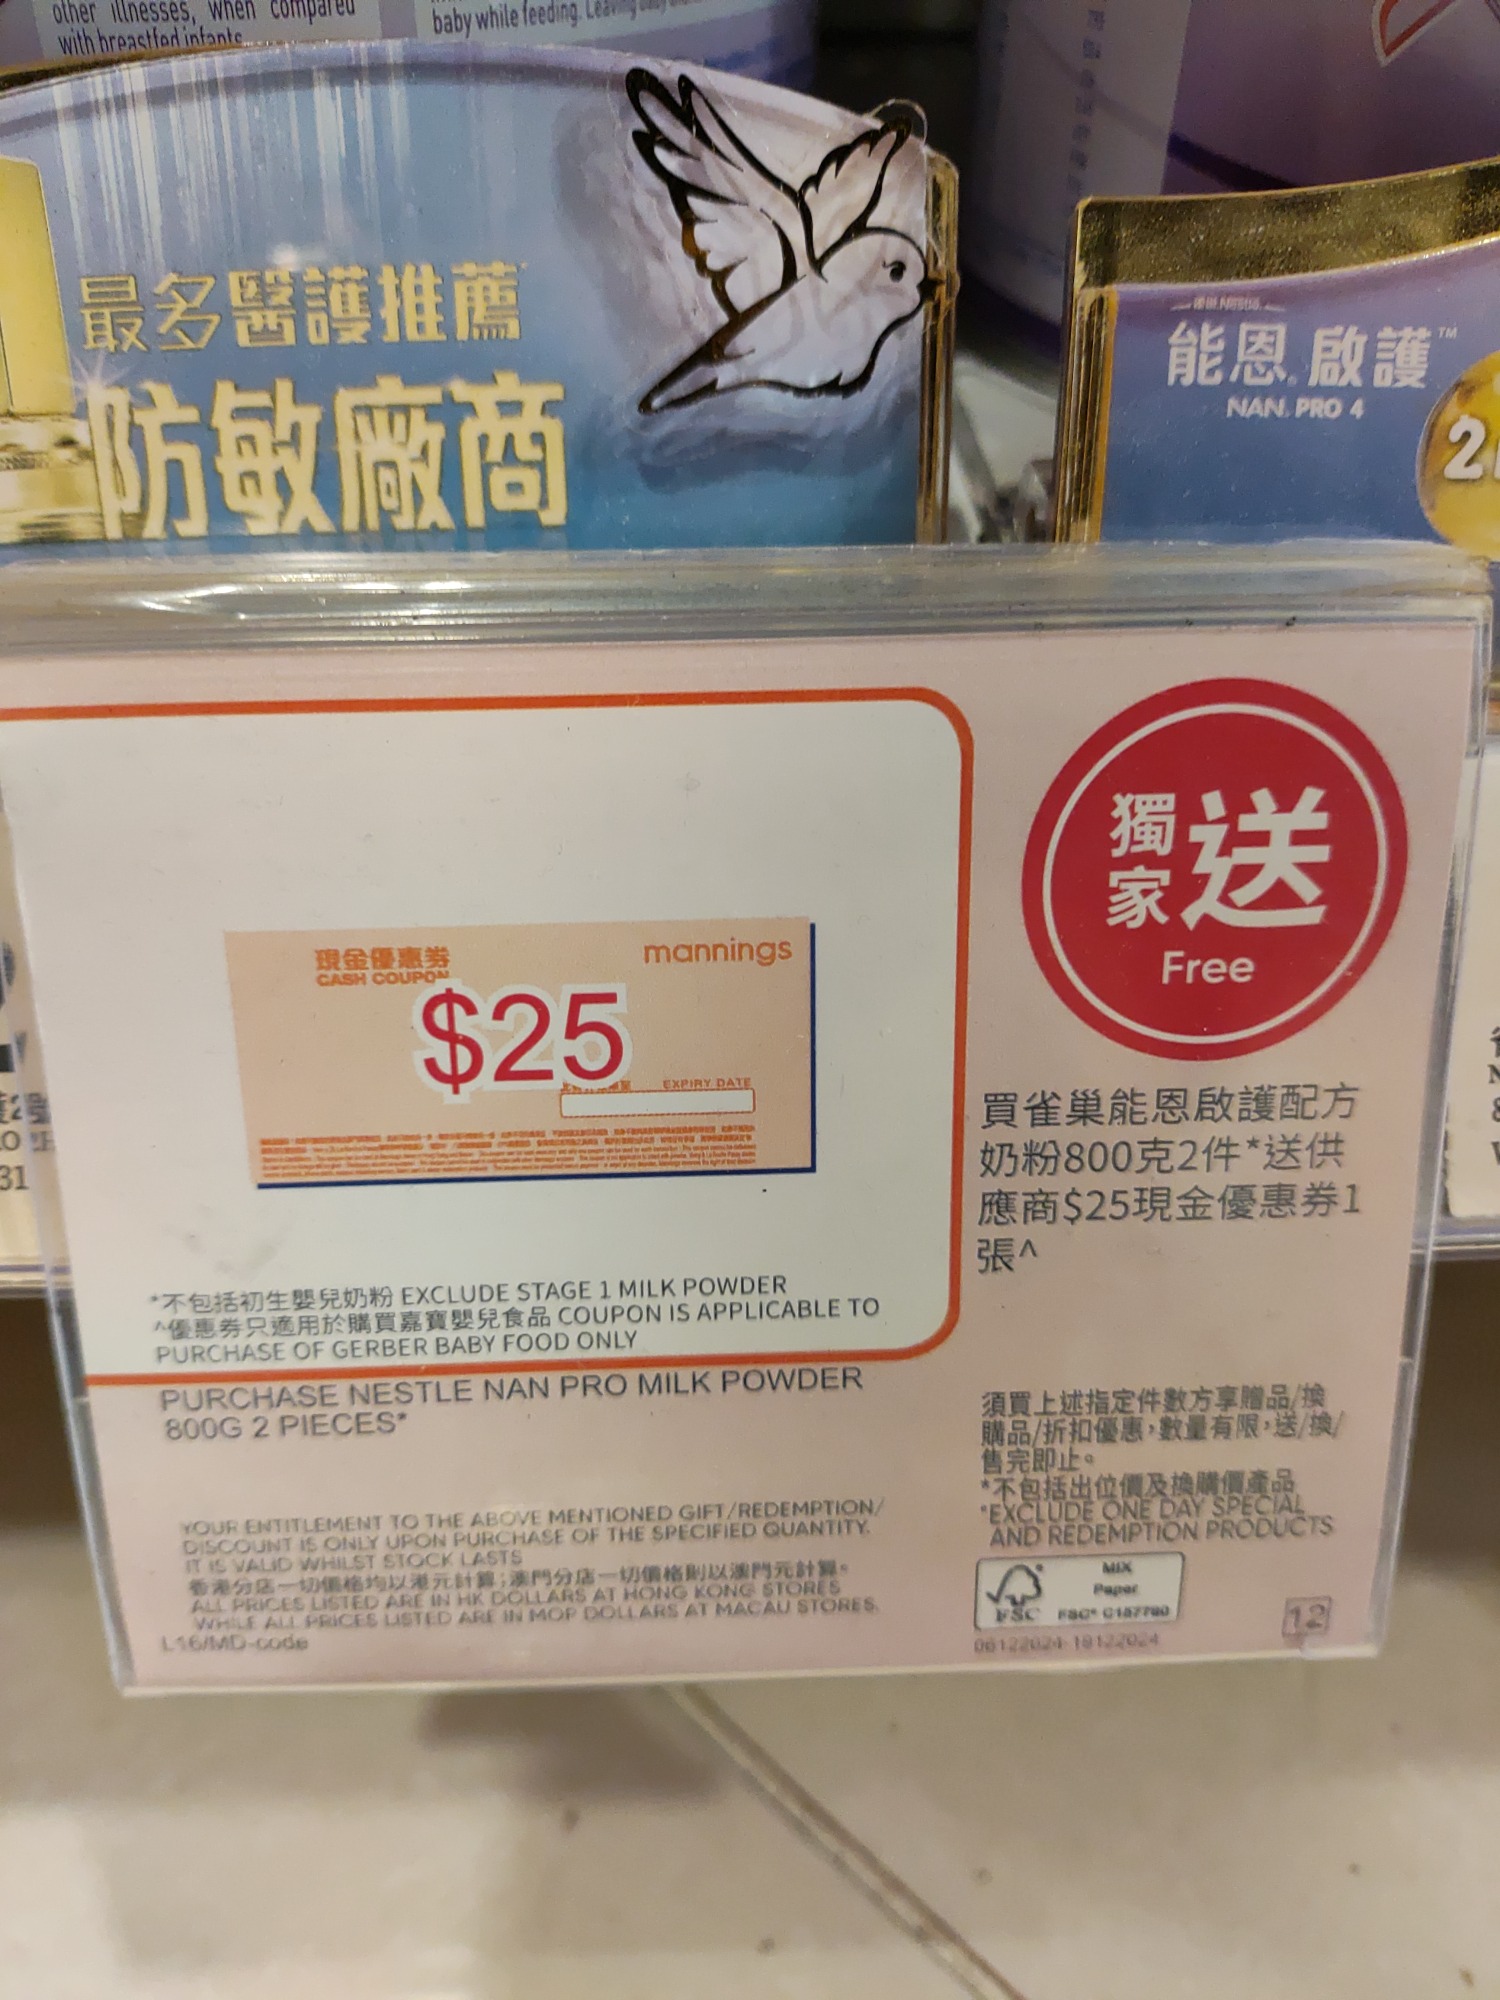 other illnesses, when compared
with breastfed infants
baby while feeding.
最多醫護推薦
防敏廠商
能恩 啟護™
NAN. PRO 4
2
獨家 送
Free
現金優惠券
CASH COUPON
mannings
$25
EXPIRY DATE
買雀巢能恩啟護配方
奶粉800克2件*送供
應商$25現金優惠券1
張^
*不包括初生嬰兒奶粉 EXCLUDE STAGE 1 MILK POWDER
^優惠券只適用於購買嘉寶嬰兒食品 COUPON IS APPLICABLE TO
PURCHASE OF GERBER BABY FOOD ONLY
PURCHASE NESTLE NAN PRO MILK POWDER
800G 2 PIECES*
須買上述指定件數方享贈品/換
購品/折扣優惠,數量有限,送/換/
售完即止。
*不包括出位價及換購價產品
*EXCLUDE ONE DAY SPECIAL
AND REDEMPTION PRODUCTS
YOUR ENTITLEMENT TO THE ABOVE MENTIONED GIFT/REDEMPTION/
DISCOUNT IS ONLY UPON PURCHASE OF THE SPECIFIED QUANTITY.
IT IS VALID WHILST STOCK LASTS
香港分店一切價格均以港元計算;澳門分店一切價格則以澳門元計算。
ALL PRICES LISTED ARE IN HK DOLLARS AT HONG KONG STORES
WHILE ALL PRICES LISTED ARE IN MOP DOLLARS AT MACAU STORES.
L16/MD-code
FSC
MIX
Paper
FSC® C187780
06122024-19122024
12
31